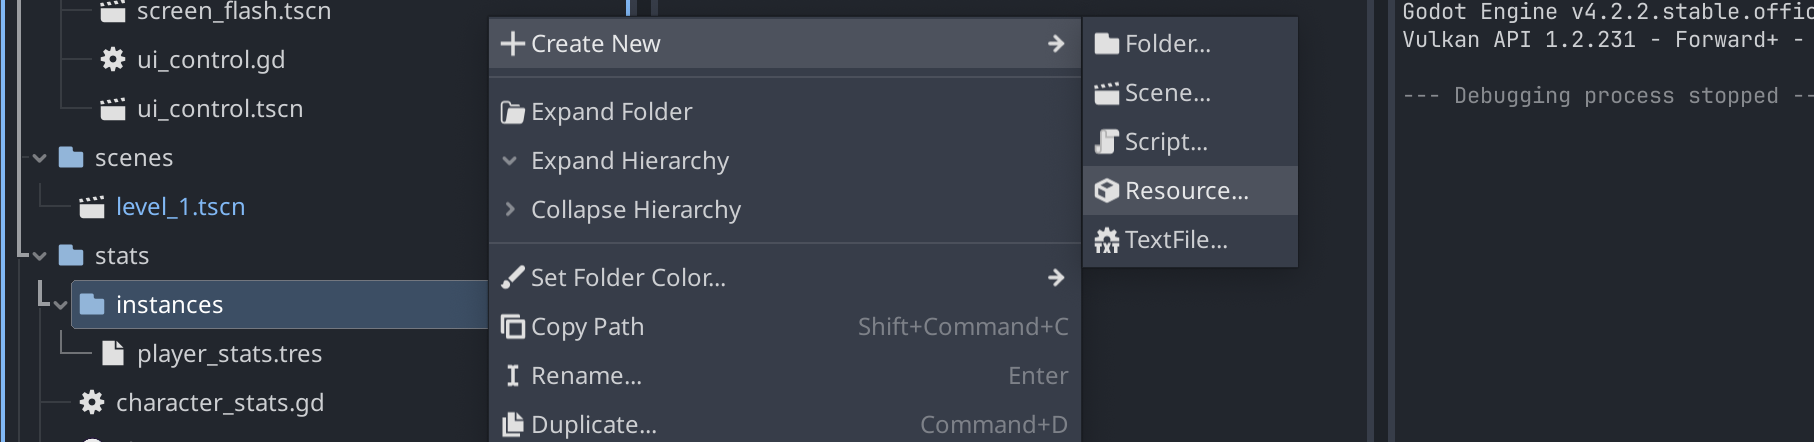 screen_flash.tscn
ui_control.gd
ui_control.tscn
scenes
level_1.tscn
stats
instances
player_stats.tres
character_stats.gd
Create New
Expand Folder
Expand Hierarchy
Collapse Hierarchy
Set Folder Color...
Copy Path Shift+Command+C
Rename... Enter
Duplicate... Command+D
Folder...
Scene...
Script...
Resource...
TextFile...
Godot Engine v4.2.2.stable.offic
Vulkan API 1.2.231 - Forward+ -
--- Debugging process stopped --